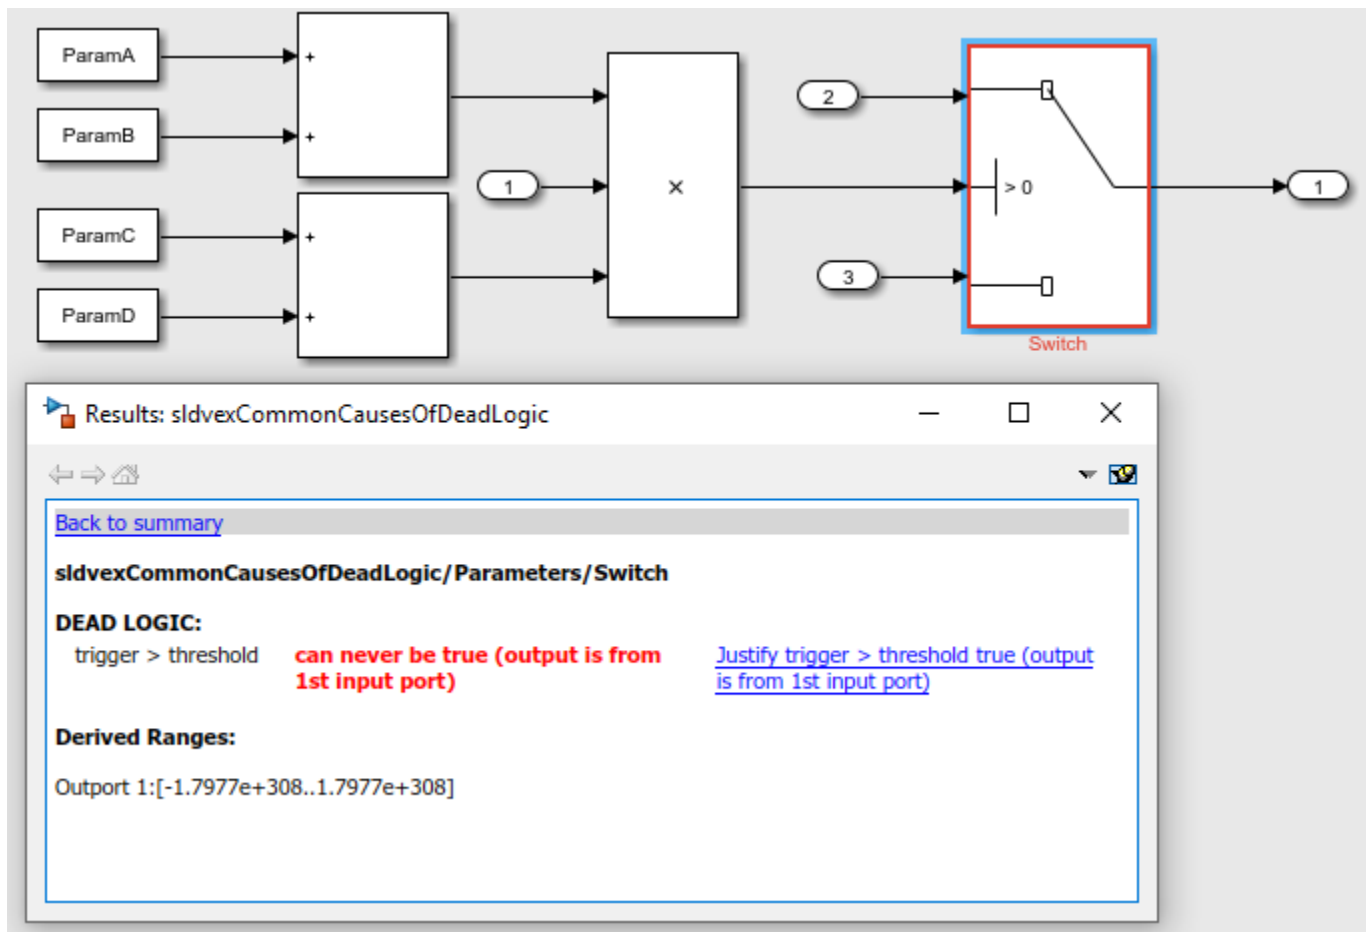 ParamA
+
ParamB
+
2
1
×
> 0
1
ParamC
+
3
ParamD
+
Switch
Results: sldvexCommonCausesOfDeadLogic
Back to summary
sldvexCommonCausesOfDeadLogic/Parameters/Switch
DEAD LOGIC:
trigger > threshold can never be true (output is from Justify trigger > threshold true (output
1st input port) is from 1st input port)
Derived Ranges:
Outport 1:[-1.7977e+308..1.7977e+308]